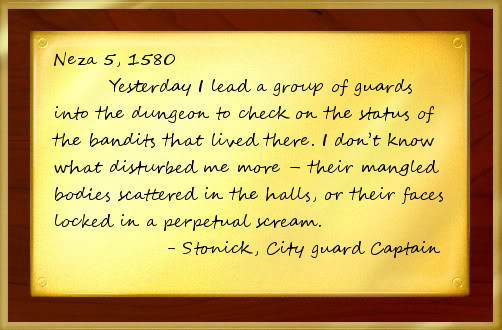 Neza 5, 1580
Yesterday I lead a group of guards
into the dungeon to check on the status of
the bandits that lived there. I don't know
what disturbed me more – their mangled
bodies scattered in the halls, or their faces
locked in a perpetual scream.
- Stonick, City guard Captain